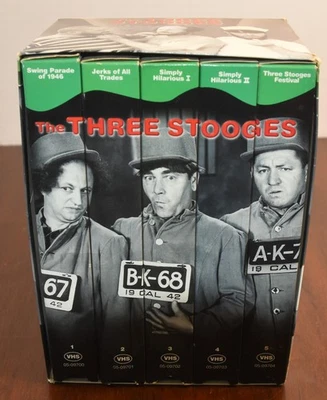 Swing Parade
of 1946
Jerks of All
Trades
Simply
Hilarious I
Simply
Hilarious II
Three Stooges
Festival
The THREE STOOGES
67
42
B-K-68
19 CAL 42
A-K-7
19 CAL
1
2
3
4
5
VHS
VHS
VHS
VHS
VHS